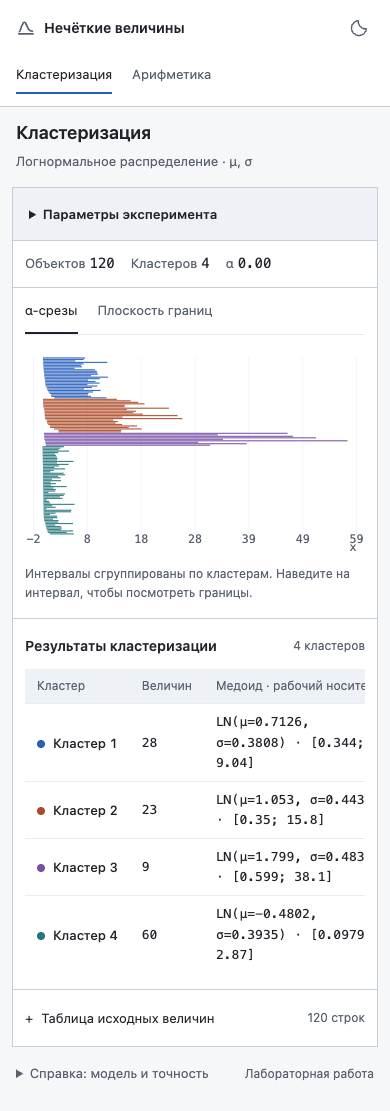 Нечёткие величины
Кластеризация Арифметика
Кластеризация
Логнормальное распределение · μ, σ
▶ Параметры эксперимента
Объектов 120 Кластеров 4 α 0.00
α-срезы Плоскость границ
−2 8 18 28 39 49 59
x
Интервалы сгруппированы по кластерам. Наведите на
интервал, чтобы посмотреть границы.
Результаты кластеризации 4 кластеров
Кластер Величин Медоид · рабочий носите
Кластер 1 28 LN(μ=0.7126,
σ=0.3808) · [0.344;
9.04]
Кластер 2 23 LN(μ=1.053, σ=0.443
· [0.35; 15.8]
Кластер 3 9 LN(μ=1.799, σ=0.483
· [0.599; 38.1]
Кластер 4 60 LN(μ=−0.4802,
σ=0.3935) · [0.0979
2.87]
+ Таблица исходных величин 120 строк
▶ Справка: модель и точность Лабораторная работа